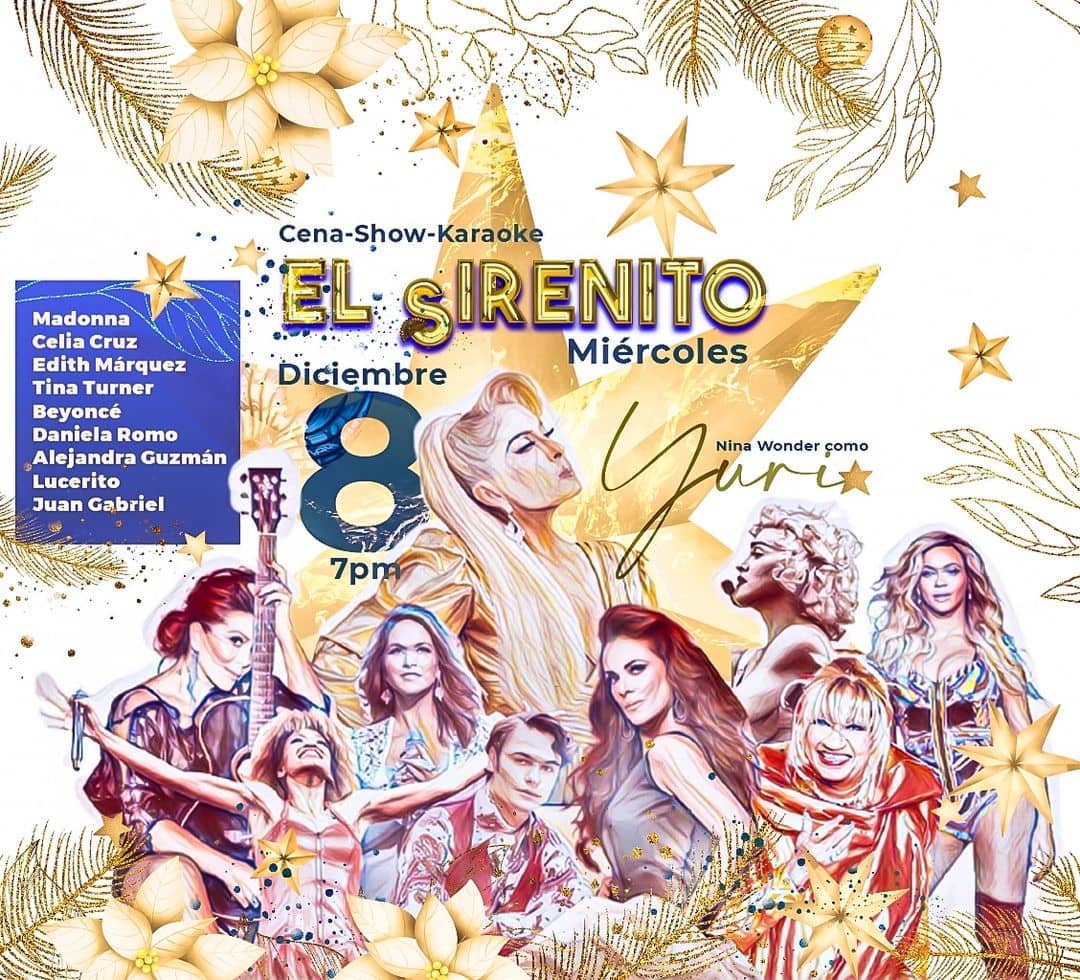 Cena-Show-Karaoke
EL SIRENITO
Miércoles
Diciembre
8
7pm
Nina Wonder como
Yuri
Madonna
Celia Cruz
Edith Márquez
Tina Turner
Beyoncé
Daniela Romo
Alejandra Guzmán
Lucerito
Juan Gabriel